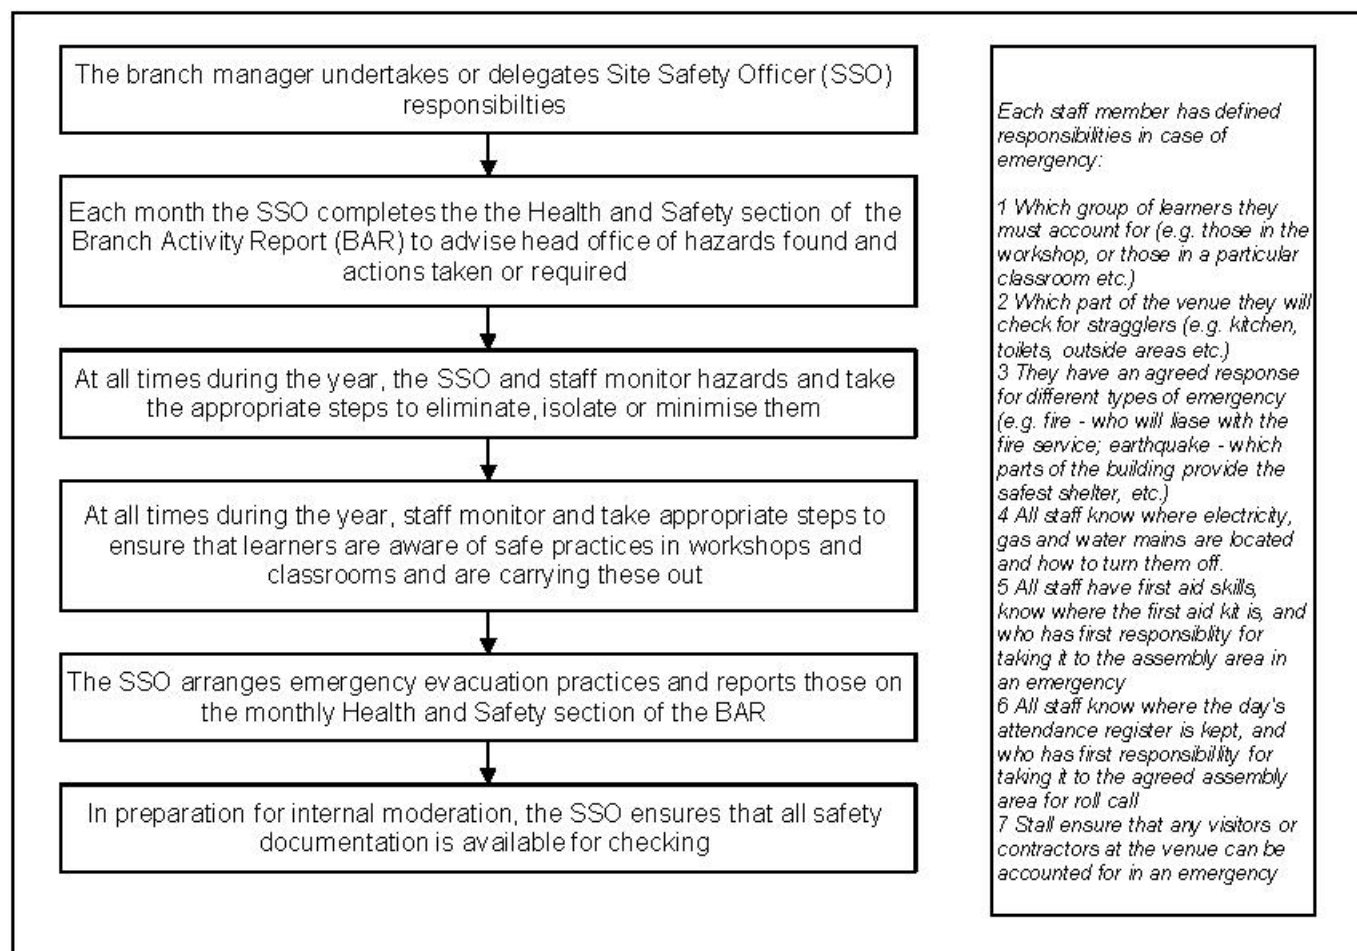 The branch manager undertakes or delegates Site Safety Officer (SSO)
responsibilties
Each month the SSO completes the the Health and Safety section of the
Branch Activity Report (BAR) to advise head office of hazards found and
actions taken or required
At all times during the year, the SSO and staff monitor hazards and take
the appropriate steps to eliminate, isolate or minimise them
At all times during the year, staff monitor and take appropriate steps to
ensure that learners are aware of safe practices in workshops and
classrooms and are carrying these out
The SSO arranges emergency evacuation practices and reports those on
the monthly Health and Safety section of the BAR
In preparation for internal moderation, the SSO ensures that all safety
documentation is available for checking
Each staff member has defined
responsibilities in case of
emergency:
1 Which group of learners they
must account for (e.g. those in the
workshop, or those in a particular
classroom etc.)
2 Which part of the venue they will
check for stragglers (e.g. kitchen,
toilets, outside areas etc.)
3 They have an agreed response
for different types of emergency
(e.g. fire - who will liase with the
fire service; earthquake - which
parts of the building provide the
safest shelter, etc.)
4 All staff know where electricity,
gas and water mains are located
and how to turn them off.
5 All staff have first aid skills,
know where the first aid kit is, and
who has first responsiblity for
taking it to the assembly area in
an emergency
6 All staff know where the day's
attendance register is kept, and
who has first responsibillity for
taking it to the agreed assembly
area for roll call
7 Stall ensure that any visitors or
contractors at the venue can be
accounted for in an emergency